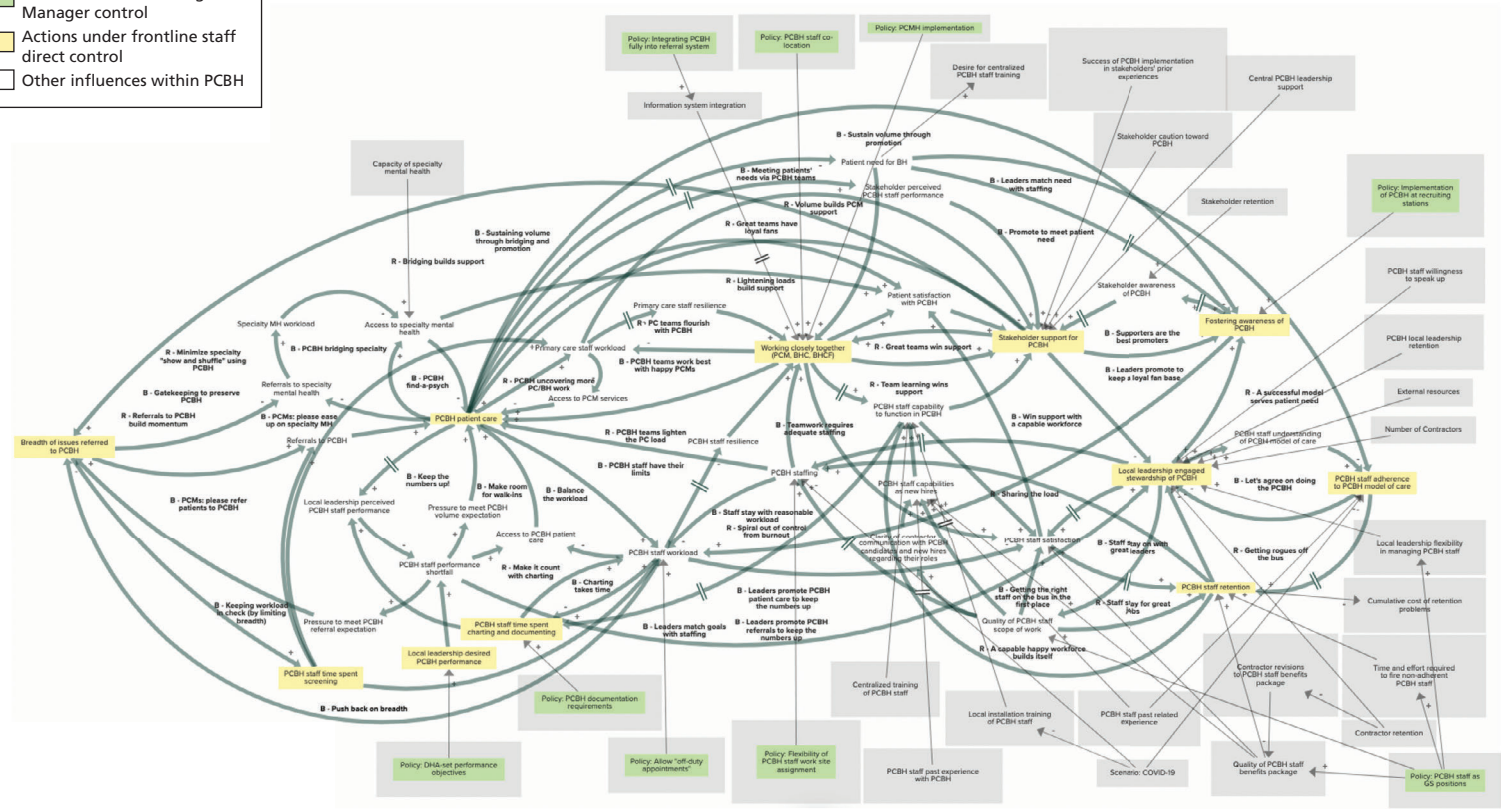 Manager control
Actions under frontline staff
direct control
Other influences within PCBH
Policy: Integrating PCBH
fully into referral system
Policy: PCBH staff co-
location
Policy: PCMH implementation
Desire for centralized
PCBH staff training
Success of PCBH implementation
in stakeholders' prior
experiences
Central PCBH leadership
support
Information system integration
Stakeholder caution toward
PCBH
Capacity of specialty
mental health
B - Sustain volume through
promotion
Patient need for BH
B - Meeting patients'
needs via PCBH teams
B - Leaders match need
with staffing
Stakeholder perceived
PCBH staff performance
Stakeholder retention
Policy: Implementation
of PCBH at recruiting
stations
R - Volume builds PCM
support
R - Great teams have
loyal fans
B - Sustaining volume
through bridging and
promotion
B - Promote to meet patient
need
R - Bridging builds support
PCBH staff willingness
to speak up
R - Lightening loads
build support
Patient satisfaction
with PCBH
Stakeholder awareness
of PCBH
Primary care staff resilience
Specialty MH workload
Access to specialty mental
health
R - PC teams flourish
with PCBH
Fostering awareness of
PCBH
Working closely together
(PCM, BHC, BHCF)
Stakeholder support for
PCBH
B - Supporters are the
best promoters
PCBH local leadership
retention
R - Minimize specialty
"show and shuffle" using
PCBH
B - PCBH bridging specialty
Primary care staff workload
R - Great teams win support
B - PCBH teams work best
with happy PCMs
B - Leaders promote to
keep a loyal fan base
B - PCBH
find-a-psych
R - PCBH uncovering more
PC/BH work
Access to PCM services
R - Team learning wins
support
B - Gatekeeping to preserve
PCBH
Referrals to specialty
mental health
R - A successful model
serves patient need
External resources
PCBH staff capability
to function in PCBH
R - Referrals to PCBH
build momentum
B - PCMs: please ease
up on specialty MH
PCBH patient care
B - Win support with
a capable workforce
Number of Contractors
B - Teamwork requires
adequate staffing
R - PCBH teams lighten
the PC load
PCBH staff resilience
PCBH staff understanding
of PCBH model of care
Breadth of issues referred
to PCBH
Referrals to PCBH
B - PCBH staff have their
limits
PCBH staffing
Local leadership engaged
stewardship of PCBH
B - Let's agree on doing
the PCBH
PCBH staff adherence
to PCBH model of care
B - Keep the
numbers up!
B - Make room
for walk-ins
B - Balance
the workload
PCBH staff capabilities
as new hires
B - Sharing the load
B - PCMs: please refer
patients to PCBH
Local leadership perceived
PCBH staff performance
Pressure to meet PCBH
volume expectation
B - Staff stay with reasonable
workload
R - Spiral out of control
from burnout
Access to PCBH patient
care
communication with PCBH
candidates and new hires
regarding their roles
PCBH staff satisfaction
B - Staff stay on with
great leaders
Local leadership flexibility
in managing PCBH staff
R - Getting rogues off
the bus
PCBH staff workload
PCBH staff performance
shortfall
R - Make it count
with charting
B - Charting
takes time
B - Leaders promote PCBH
patient care to keep
the numbers up
B - Getting the right
staff on the bus in the
first place
PCBH staff retention
R - Staff stay for great
jobs
Cumulative cost of retention
problems
B - Keeping workload
in check (by limiting
breadth)
Pressure to meet PCBH
referral expectation
PCBH staff time spent
charting and documenting
B - Leaders match goals
with staffing
B - Leaders promote PCBH
referrals to keep the
numbers up
Quality of PCBH staff
scope of work
R - A capable happy workforce
builds itself
Local leadership desired
PCBH performance
PCBH staff time spent
screening
Centralized training
of PCBH staff
Contractor revisions
to PCBH staff benefits
package
Time and effort required
to fire non-adherent
PCBH staff
Policy: PCBH documentation
requirements
B - Push back on breadth
Local installation training
of PCBH staff
PCBH staff past related
experience
Contractor retention
Policy: DHA-set performance
objectives
Policy: Allow "off-duty
appointments"
Policy: Flexibility of
PCBH staff work site
assignment
PCBH staff past experience
with PCBH
Scenario: COVID-19
Quality of PCBH staff
benefits package
Policy: PCBH staff as
GS positions